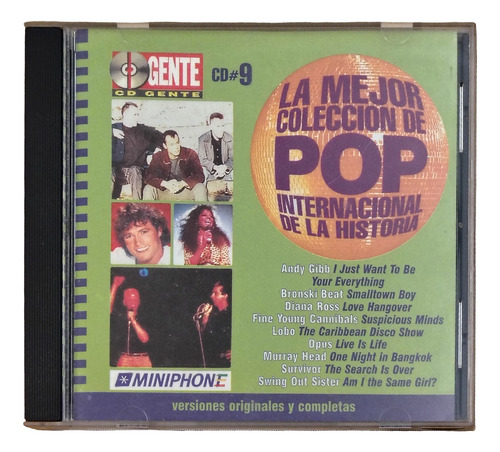 GENTE
CD GENTE
CD#9
LA MEJOR
COLECCION DE
POP
INTERNACIONAL
DE LA HISTORIA
Andy Gibb I Just Want To Be
Your Everything
Bronski Beat Smalltown Boy
Diana Ross Love Hangover
Fine Young Cannibals Suspicious Minds
Lobo The Caribbean Disco Show
Opus Live Is Life
Murray Head One Night in Bangkok
Survivor The Search Is Over
Swing Out Sister Am I the Same Girl?
MINIPHONE
versiones originales y completas